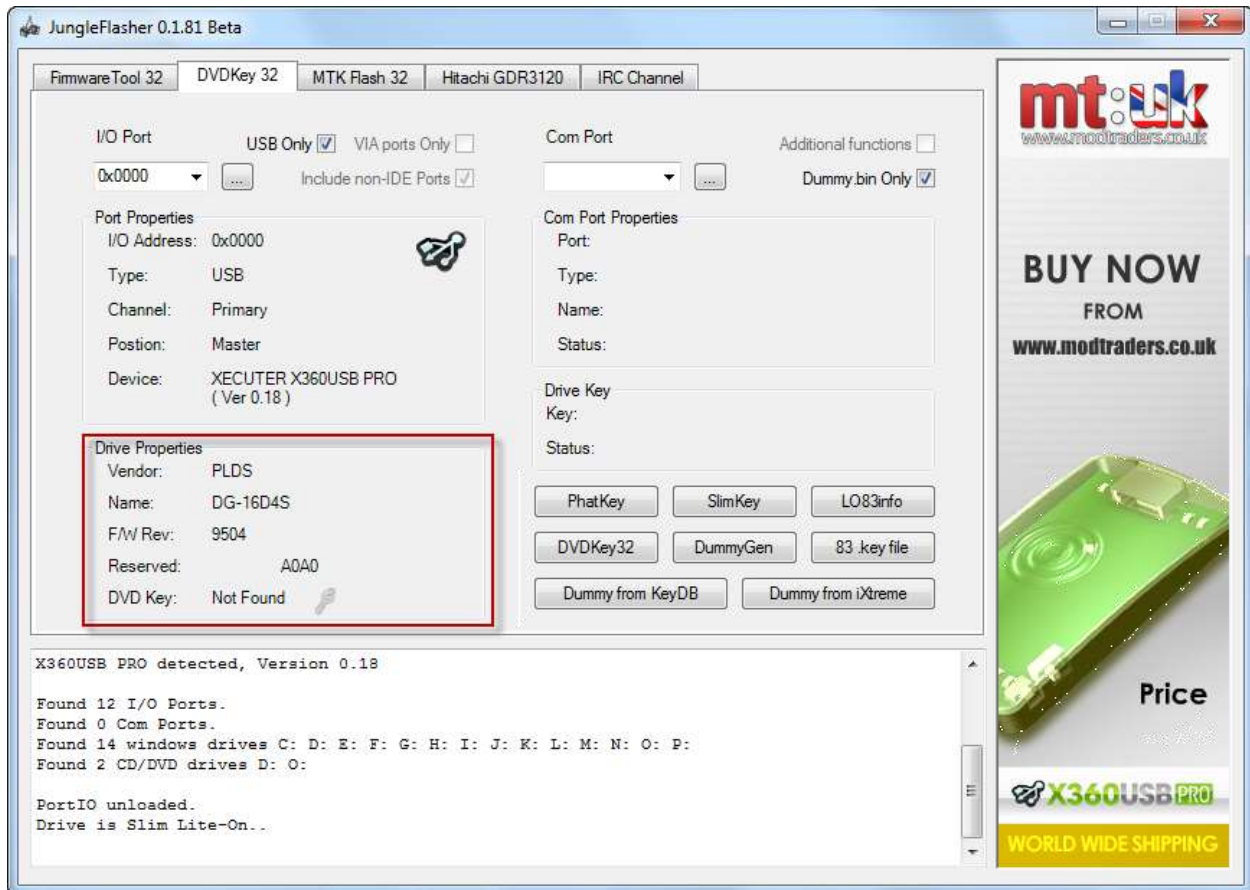 JungleFlasher 0.1.81 Beta
FirmwareTool 32
DVDKey 32
MTK Flash 32
Hitachi GDR3120
IRC Channel
I/O Port
USB Only
VIA ports Only
0x0000
...
Include non-IDE Ports
Port Properties
I/O Address: 0x0000
Type: USB
Channel: Primary
Postion: Master
Device: XECUTER X360USB PRO
( Ver 0.18 )
Drive Properties
Vendor: PLDS
Name: DG-16D4S
F/W Rev: 9504
Reserved: A0A0
DVD Key: Not Found
Com Port
Additional functions
...
Dummy.bin Only
Com Port Properties
Port:
Type:
Name:
Status:
Drive Key
Key:
Status:
PhatKey
SlimKey
LO83info
DVDKey32
DummyGen
83 .key file
Dummy from KeyDB
Dummy from iXtreme
X360USB PRO detected, Version 0.18
Found 12 I/O Ports.
Found 0 Com Ports.
Found 14 windows drives C: D: E: F: G: H: I: J: K: L: M: N: O: P:
Found 2 CD/DVD drives D: O:
PortIO unloaded.
Drive is Slim Lite-On..
mt:uk
www.modtraders.co.uk
BUY NOW
FROM
www.modtraders.co.uk
Price
X360USB PRO
WORLD WIDE SHIPPING